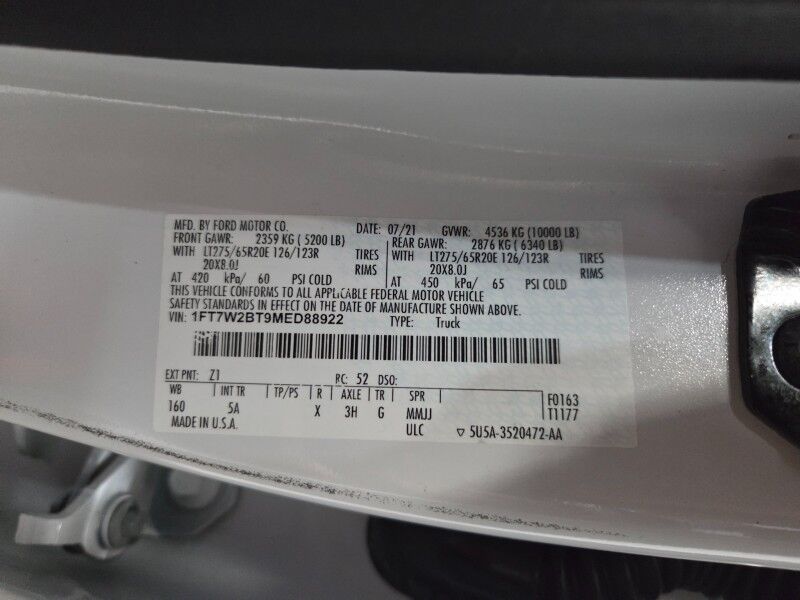 MFD. BY FORD MOTOR CO. DATE: 07/21 GVWR: 4536 KG (10000 LB)
FRONT GAWR: 2359 KG ( 5200 LB) REAR GAWR: 2876 KG ( 6340 LB)
WITH LT275/65R20E 126/123R TIRES WITH LT275/65R20E 126/123R TIRES
20X8.0J RIMS 20X8.0J RIMS
AT 420 kPa/ 60 PSI COLD AT 450 kPa/ 65 PSI COLD
THIS VEHICLE CONFORMS TO ALL APPLICABLE FEDERAL MOTOR VEHICLE
SAFETY STANDARDS IN EFFECT ON THE DATE OF MANUFACTURE SHOWN ABOVE.
VIN: 1FT7W2BT9MED88922 TYPE: Truck
EXT PNT: Z1 RC: 52 DSO:
WB INT TR TP/PS R AXLE TR SPR F0163
160 5A X 3H G MMJJ T1177
MADE IN U.S.A. ULC ▽ 5U5A-3520472-AA